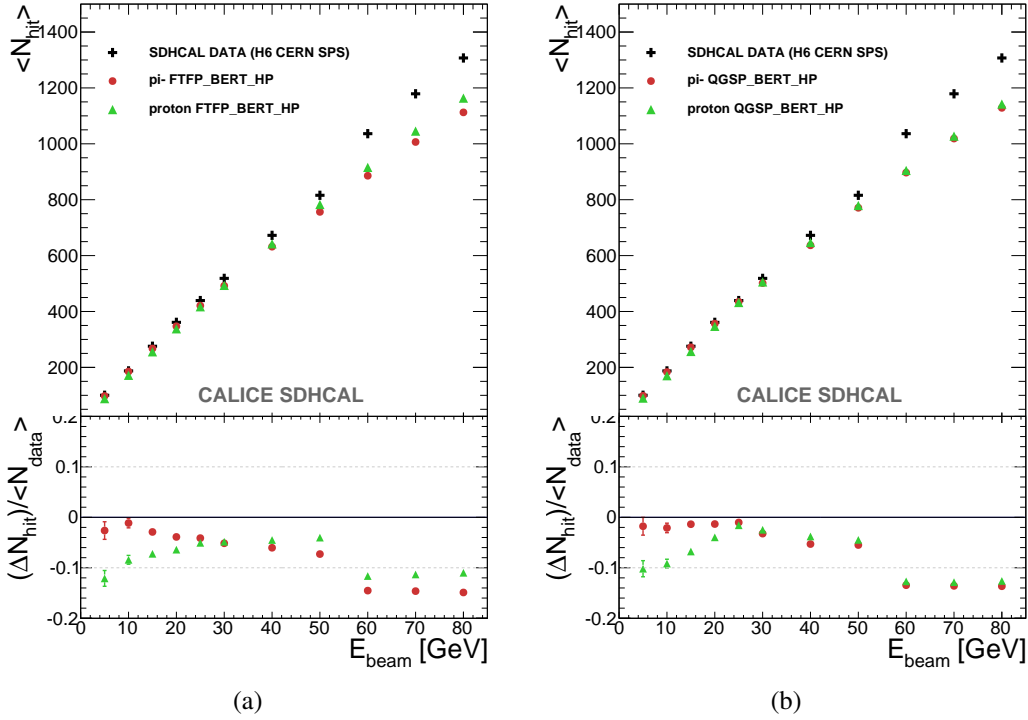 <N_hit>
1400
1200
1000
800
600
400
200
SDHCAL DATA (H6 CERN SPS)
pi- FTFP_BERT_HP
proton FTFP_BERT_HP
CALICE SDHCAL
(ΔN_hit)/<N_data>
0.2
0.1
0
-0.1
-0.2
0 10 20 30 40 50 60 70 80
E_beam [GeV]
(a)
<N_hit>
1400
1200
1000
800
600
400
200
SDHCAL DATA (H6 CERN SPS)
pi- QGSP_BERT_HP
proton QGSP_BERT_HP
CALICE SDHCAL
(ΔN_hit)/<N_data>
0.2
0.1
0
-0.1
-0.2
0 10 20 30 40 50 60 70 80
E_beam [GeV]
(b)